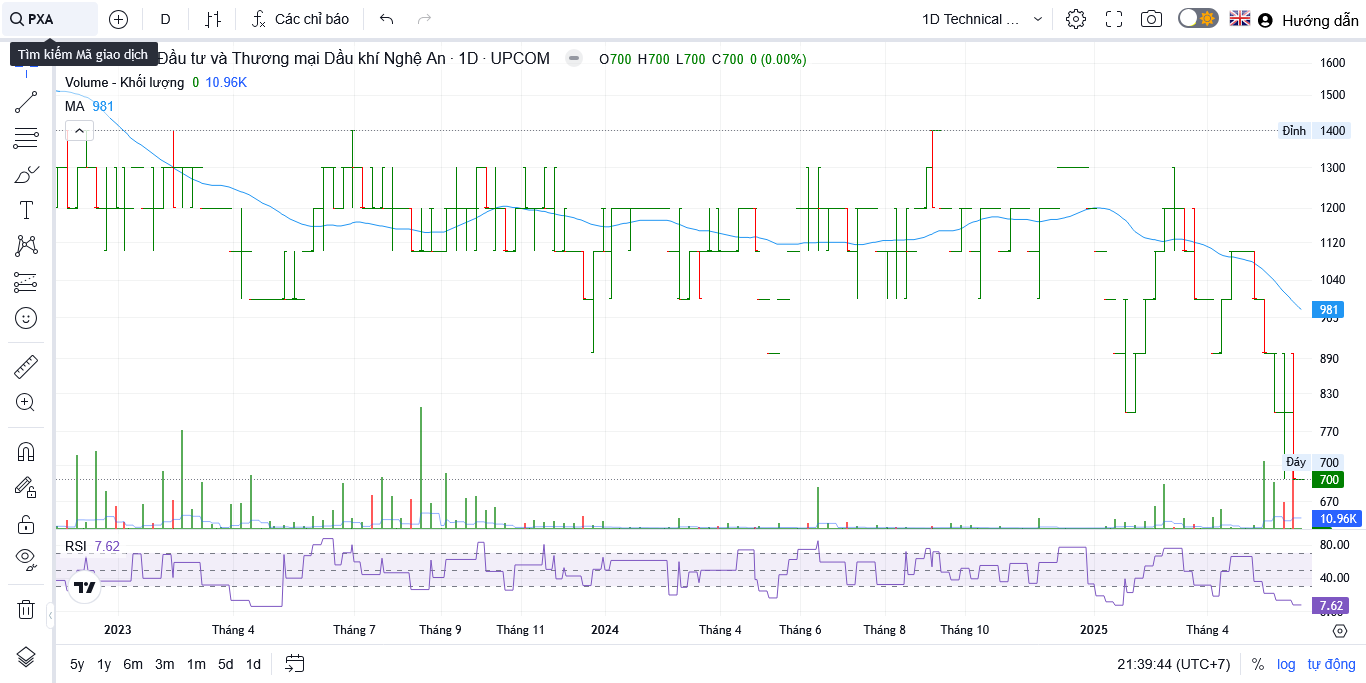 PXA
D
Các chỉ báo
1D Technical ...
Hướng dẫn
Tìm kiếm Mã giao dịch
Đầu tư và Thương mại Dầu khí Nghệ An · 1D · UPCOM
O700 H700 L700 C700 0 (0.00%)
Volume - Khối lượng 0 10.96K
MA 981
1600
1500
Đỉnh 1400
1300
1200
1120
1040
981
890
830
770
Đáy 700
700
670
10.96K
RSI 7.62
80.00
40.00
7.62
2023
Tháng 4
Tháng 7
Tháng 9
Tháng 11
2024
Tháng 4
Tháng 6
Tháng 8
Tháng 10
2025
Tháng 4
5y 1y 6m 3m 1m 5d 1d
21:39:44 (UTC+7)
% log tự động